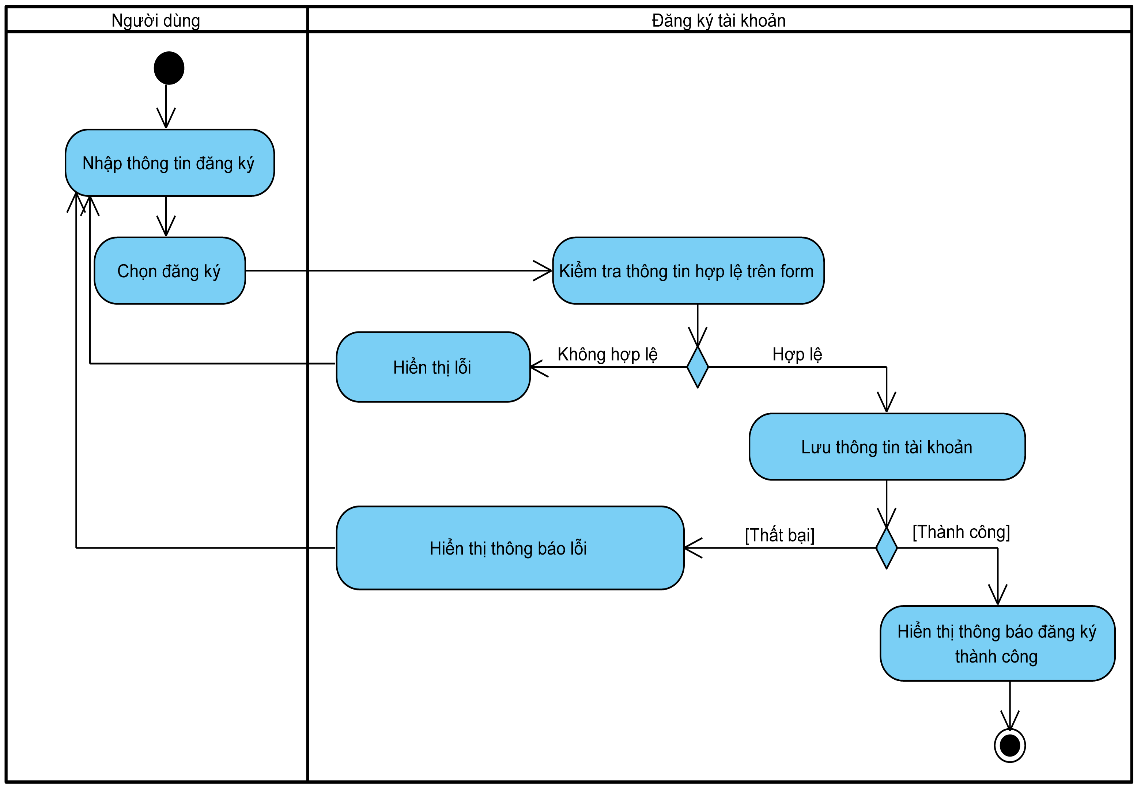 Người dùng
Đăng ký tài khoản
Nhập thông tin đăng ký
Chọn đăng ký
Kiểm tra thông tin hợp lệ trên form
Không hợp lệ
Hợp lệ
Hiển thị lỗi
Lưu thông tin tài khoản
[Thất bại]
[Thành công]
Hiển thị thông báo lỗi
Hiển thị thông báo đăng ký
thành công